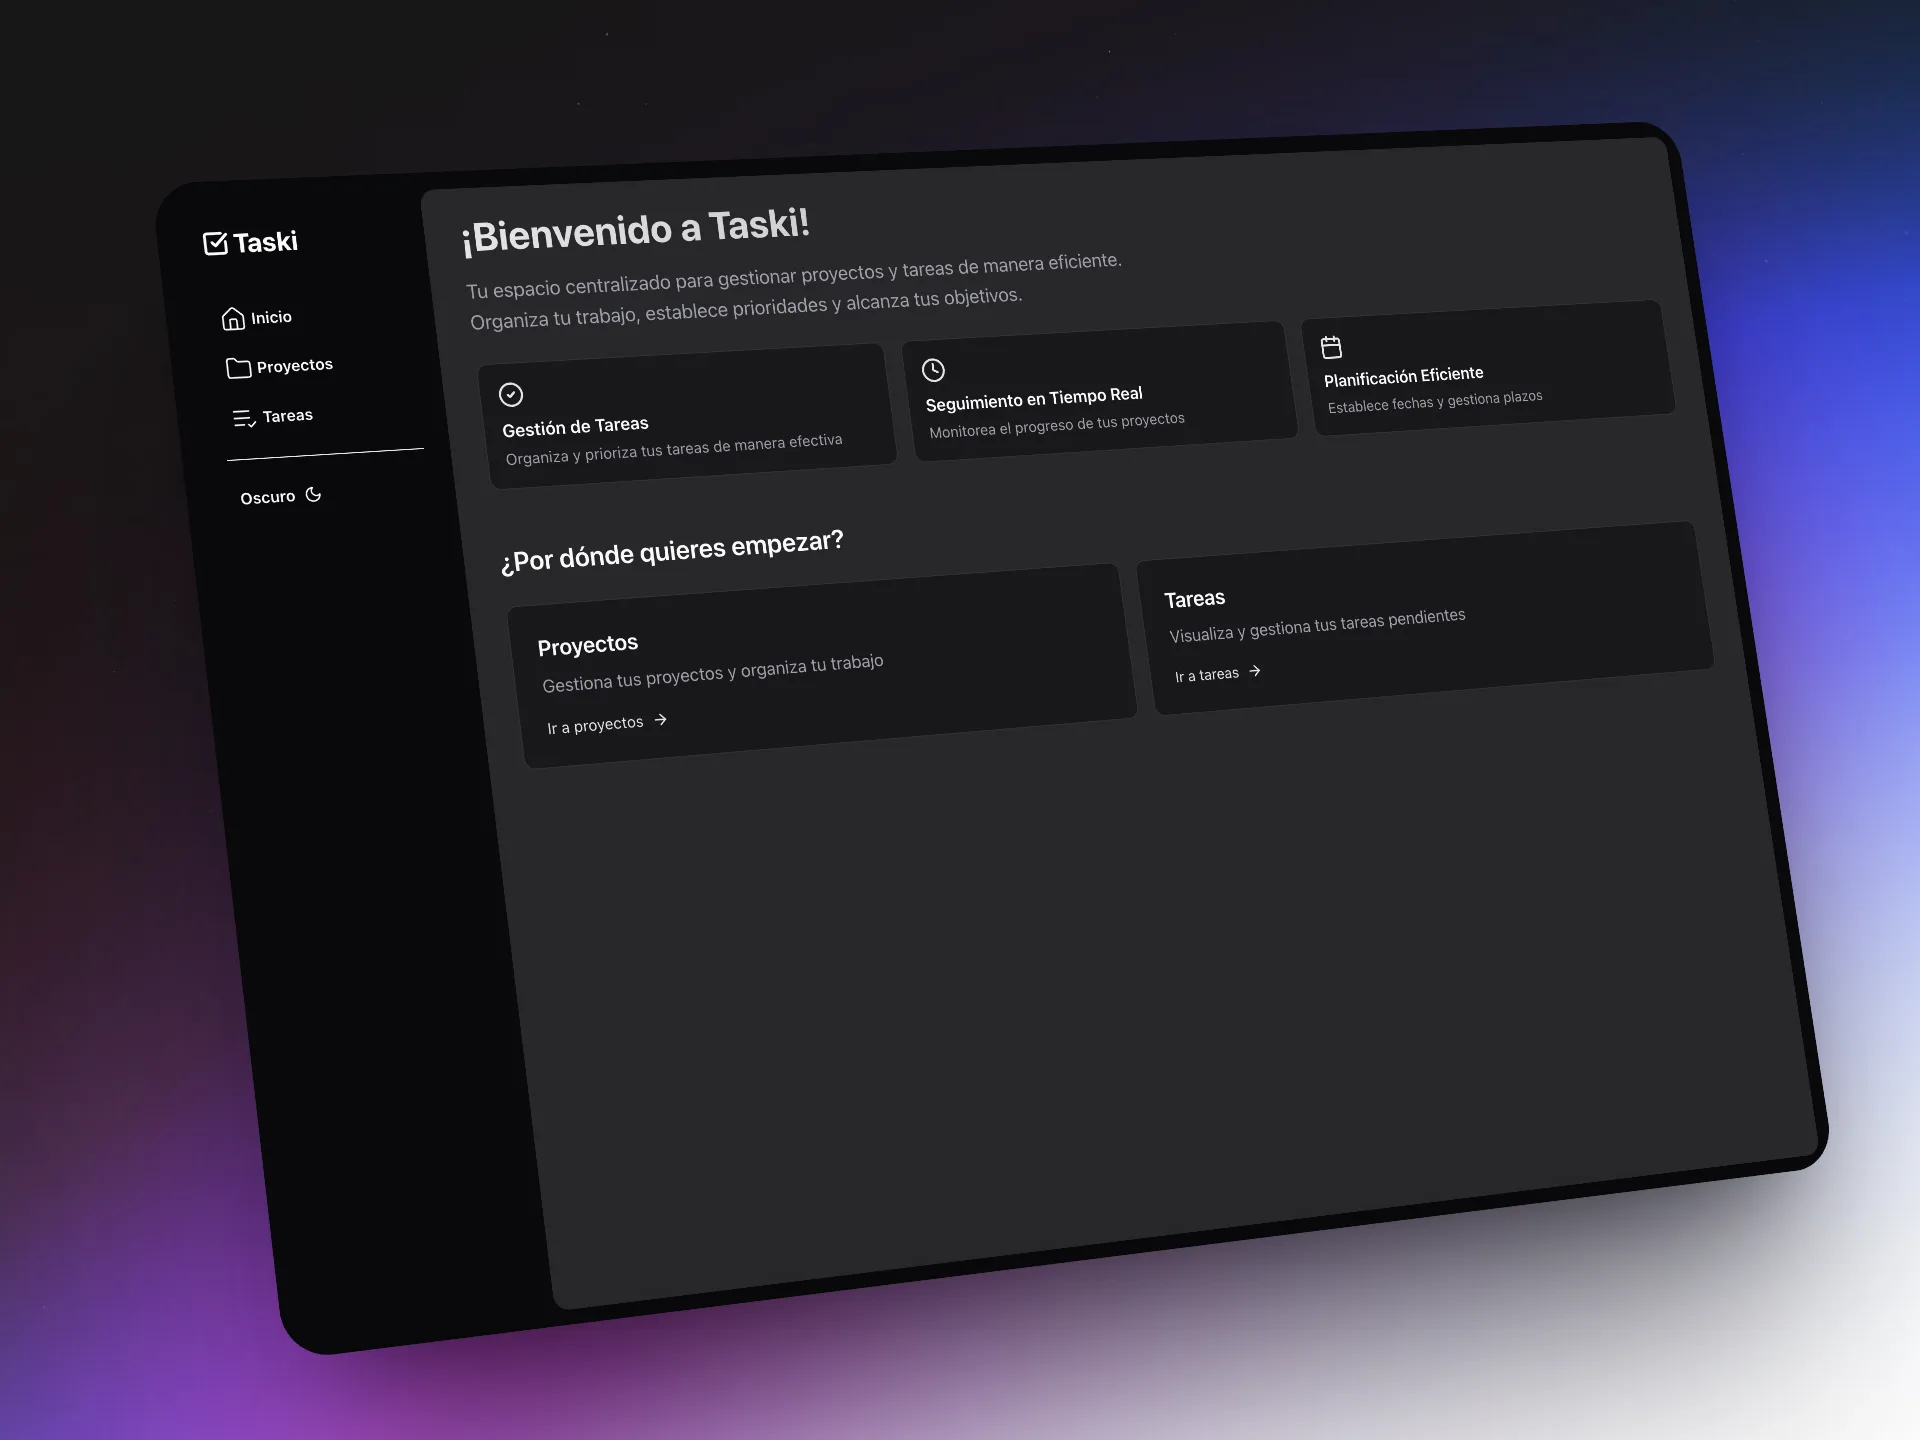 Taski
Inicio
Proyectos
Tareas
Oscuro
¡Bienvenido a Taski!
Tu espacio centralizado para gestionar proyectos y tareas de manera eficiente.
Organiza tu trabajo, establece prioridades y alcanza tus objetivos.
Gestión de Tareas
Organiza y prioriza tus tareas de manera efectiva
Seguimiento en Tiempo Real
Monitorea el progreso de tus proyectos
Planificación Eficiente
Establece fechas y gestiona plazos
¿Por dónde quieres empezar?
Proyectos
Gestiona tus proyectos y organiza tu trabajo
Ir a proyectos
Tareas
Visualiza y gestiona tus tareas pendientes
Ir a tareas